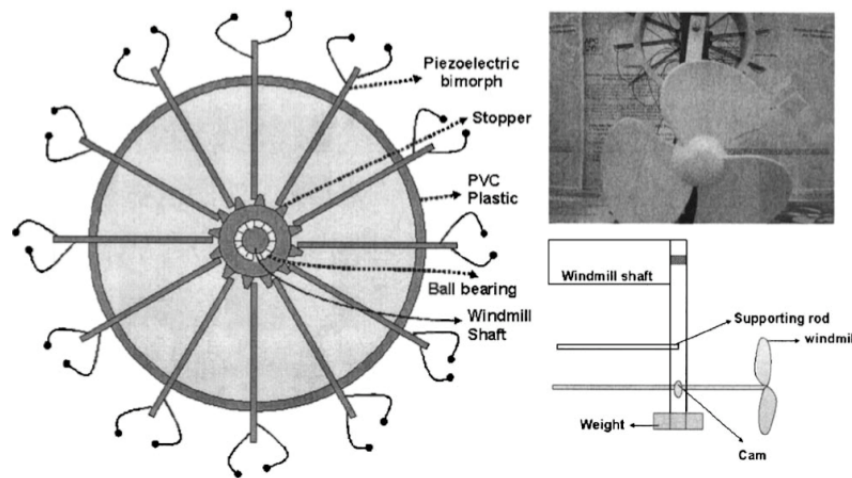 Piezoelectric
bimorph
Stopper
PVC
Plastic
Ball bearing
Windmill
Shaft
Windmill shaft
Supporting rod
windmil
Weight
Cam